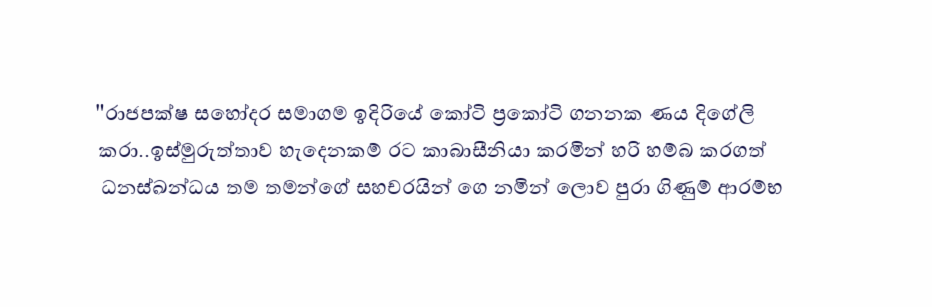 "රාජපක්ෂ සහෝදර සමාගම ඉදිරියේ කෝටි ප්‍රකෝටි ගනනක ණය දිගේලි
කරා..ඉස්මුරුත්තාව හැදෙනකම් රට කාබාසීනියා කරමින් හරි හම්බ කරගත්
ධනස්ඛන්ධය තම තමන්ගේ සහචරයින් ගෙ නමින් ලොව පුරා ගිණුම් ආරම්භ